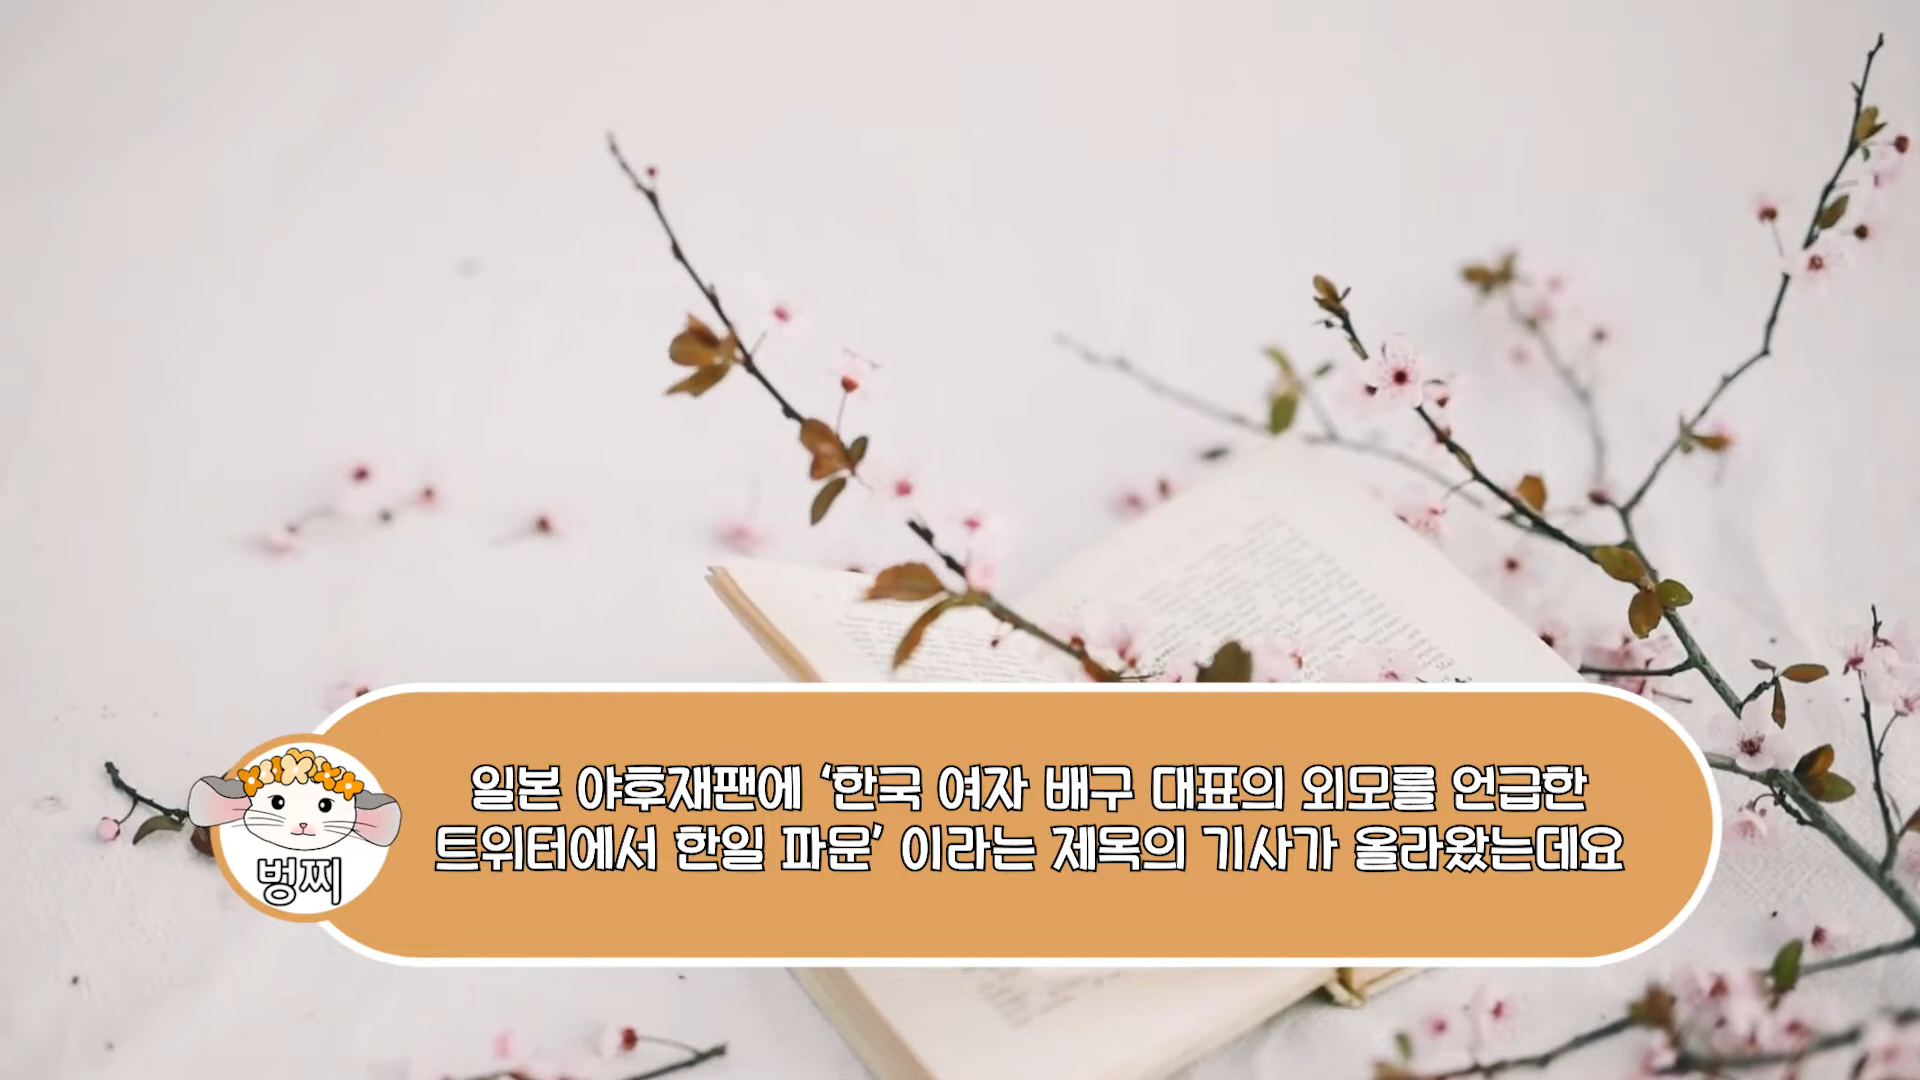 일본 야후재팬에 ‘한국 여자 배구 대표의 외모를 언급한
트위터에서 한일 파문’ 이라는 제목의 기사가 올라왔는데요
벙찌